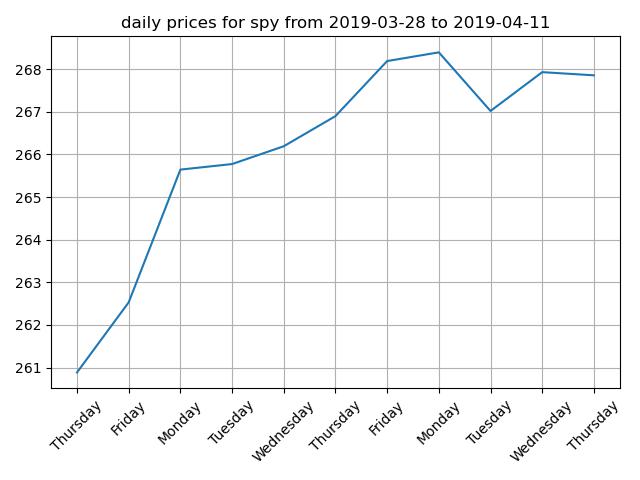 daily prices for spy from 2019-03-28 to 2019-04-11
268
267
266
265
264
263
262
261
Thursday
Friday
Monday
Tuesday
Wednesday
Thursday
Friday
Monday
Tuesday
Wednesday
Thursday